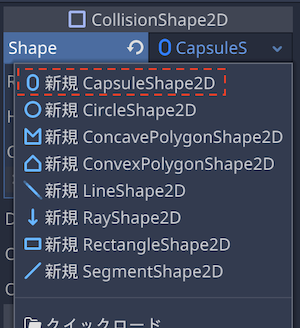 CollisionShape2D
Shape CapsuleS
新規 CapsuleShape2D
新規 CircleShape2D
新規 ConcavePolygonShape2D
新規 ConvexPolygonShape2D
新規 LineShape2D
新規 RayShape2D
新規 RectangleShape2D
新規 SegmentShape2D
クイックロード